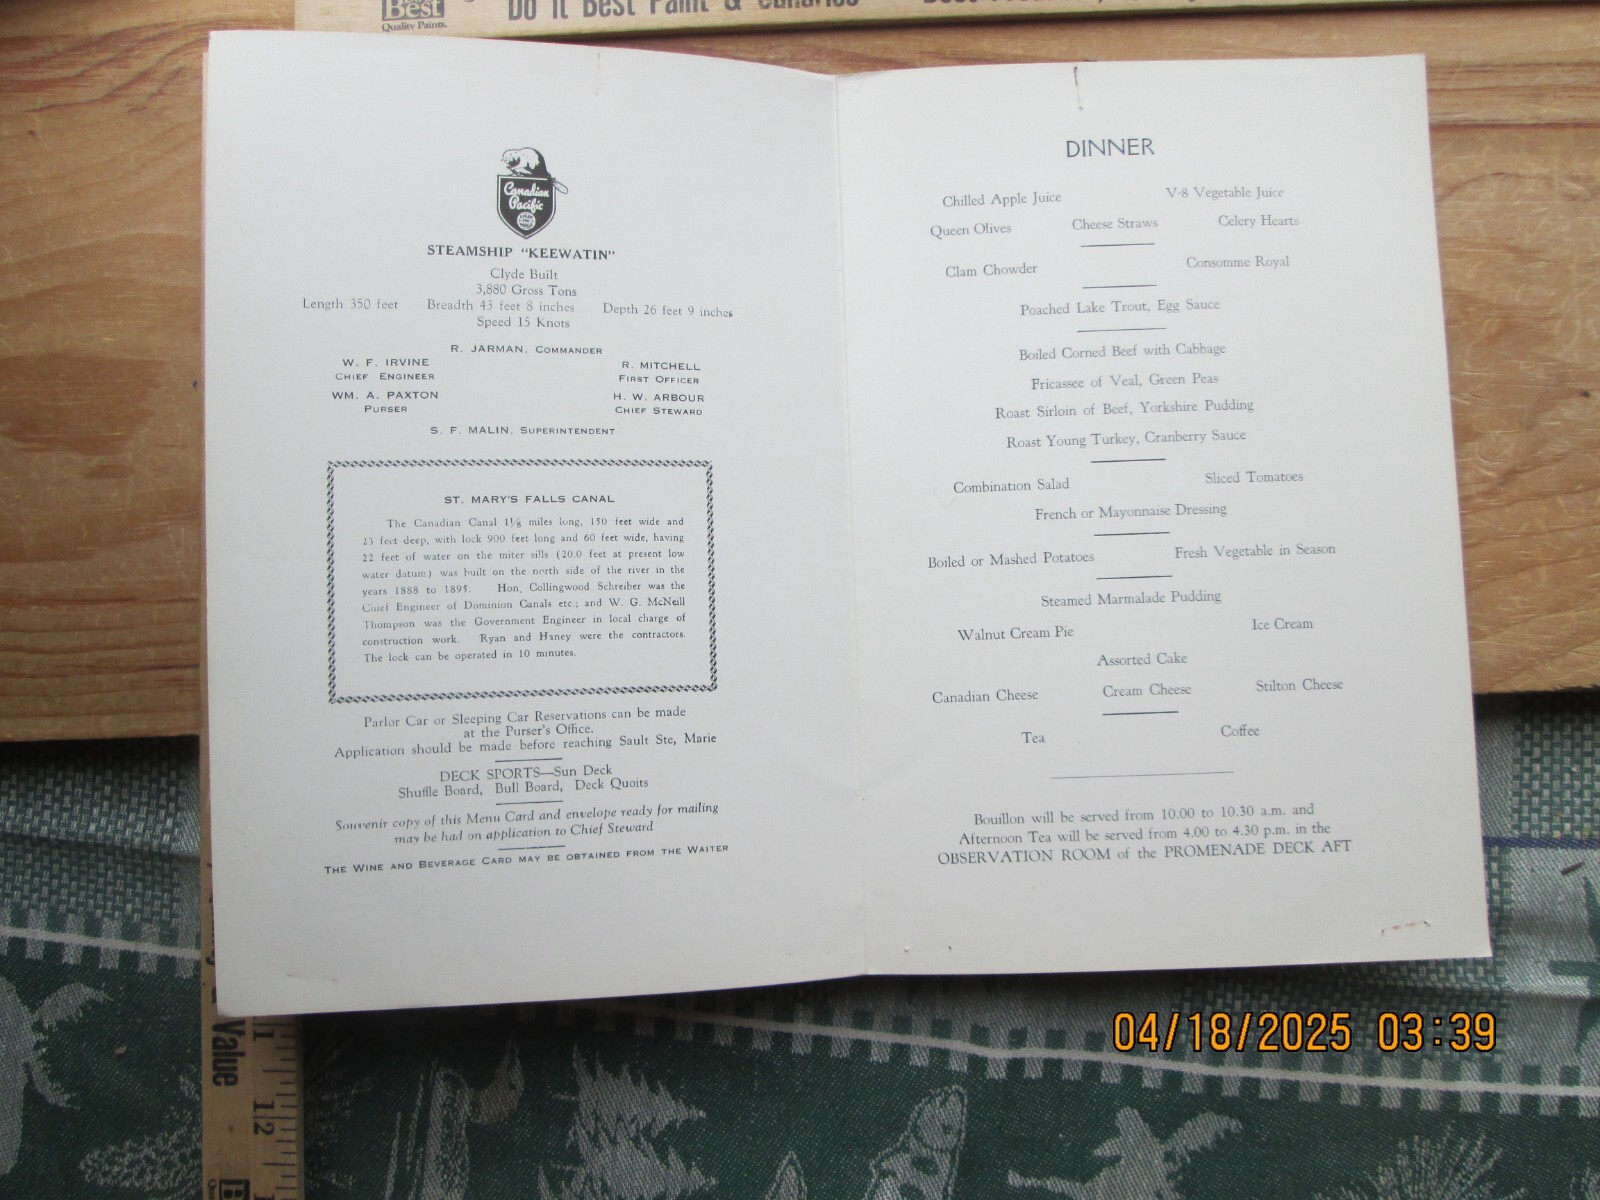 Best
Quality Paints.
Do it Best Paint &
Canadian
Pacific
STEAMSHIP "KEEWATIN"
Clyde Built
3,880 Gross Tons
Length 350 feet Breadth 43 feet 8 inches Depth 26 feet 9 inches
Speed 15 Knots
R. JARMAN, COMMANDER
W. F. IRVINE
CHIEF ENGINEER
R. MITCHELL
FIRST OFFICER
WM. A. PAXTON
PURSER
H. W. ARBOUR
CHIEF STEWARD
S. F. MALIN, SUPERINTENDENT
ST. MARY'S FALLS CANAL
The Canadian Canal 1⅛ miles long, 150 feet wide and
23 feet deep, with lock 900 feet long and 60 feet wide, having
22 feet of water on the miter sills (20.0 feet at present low
water datum) was built on the north side of the river in the
years 1888 to 1895. Hon. Collingwood Schreiber was the
Chief Engineer of Dominion Canals etc.; and W. G. McNeill
Thompson was the Government Engineer in local charge of
construction work. Ryan and Haney were the contractors.
The lock can be operated in 10 minutes.
Parlor Car or Sleeping Car Reservations can be made
at the Purser's Office.
Application should be made before reaching Sault Ste, Marie
DECK SPORTS—Sun Deck
Shuffle Board, Bull Board, Deck Quoits
Souvenir copy of this Menu Card and envelope ready for mailing
may be had on application to Chief Steward
THE WINE AND BEVERAGE CARD MAY BE OBTAINED FROM THE WAITER
DINNER
Chilled Apple Juice V-8 Vegetable Juice
Queen Olives Cheese Straws Celery Hearts
Clam Chowder Consomme Royal
Poached Lake Trout, Egg Sauce
Boiled Corned Beef with Cabbage
Fricassee of Veal, Green Peas
Roast Sirloin of Beef, Yorkshire Pudding
Roast Young Turkey, Cranberry Sauce
Combination Salad Sliced Tomatoes
French or Mayonnaise Dressing
Boiled or Mashed Potatoes Fresh Vegetable in Season
Steamed Marmalade Pudding
Walnut Cream Pie Ice Cream
Assorted Cake
Canadian Cheese Cream Cheese Stilton Cheese
Tea Coffee
Bouillon will be served from 10.00 to 10.30 a.m. and
Afternoon Tea will be served from 4.00 to 4.30 p.m. in the
OBSERVATION ROOM of the PROMENADE DECK AFT
Value
11
12
04/18/2025 03:39